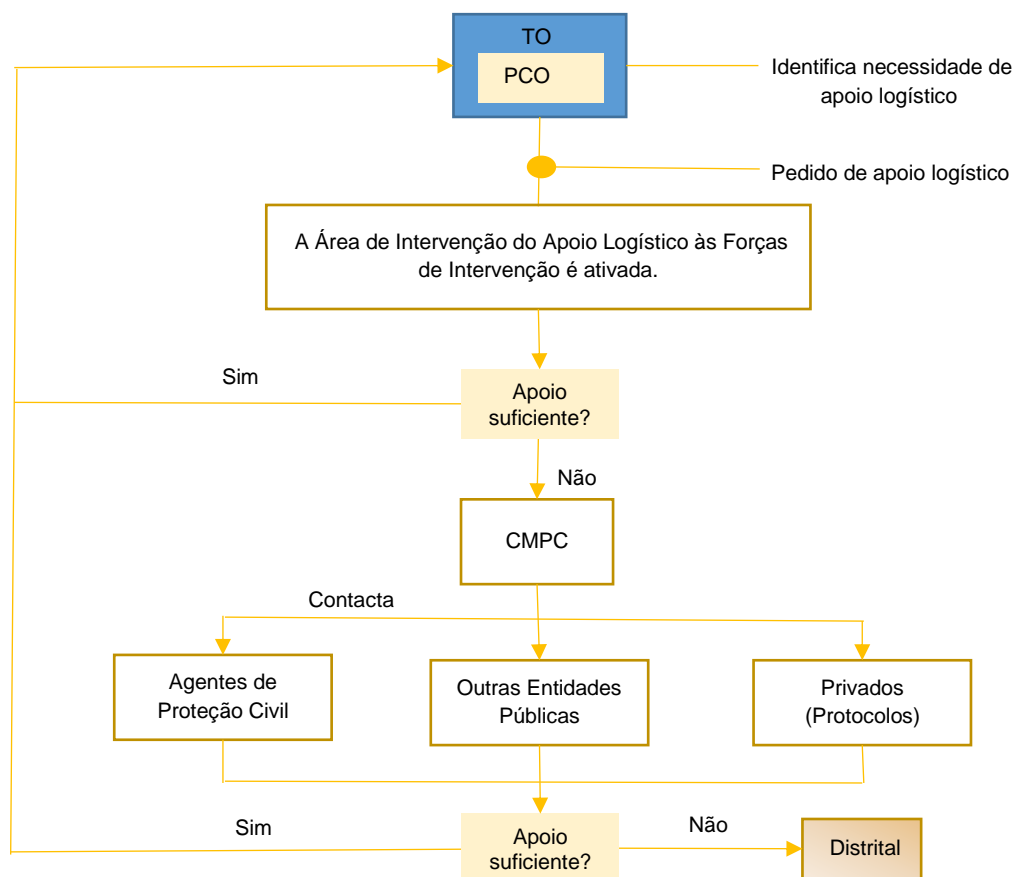 TO
PCO
Identifica necessidade de
apoio logístico
Pedido de apoio logístico
A Área de Intervenção do Apoio Logístico às Forças
de Intervenção é ativada.
Sim
Apoio
suficiente?
Não
CMPC
Contacta
Agentes de
Proteção Civil
Outras Entidades
Públicas
Privados
(Protocolos)
Sim
Apoio
suficiente?
Não
Distrital